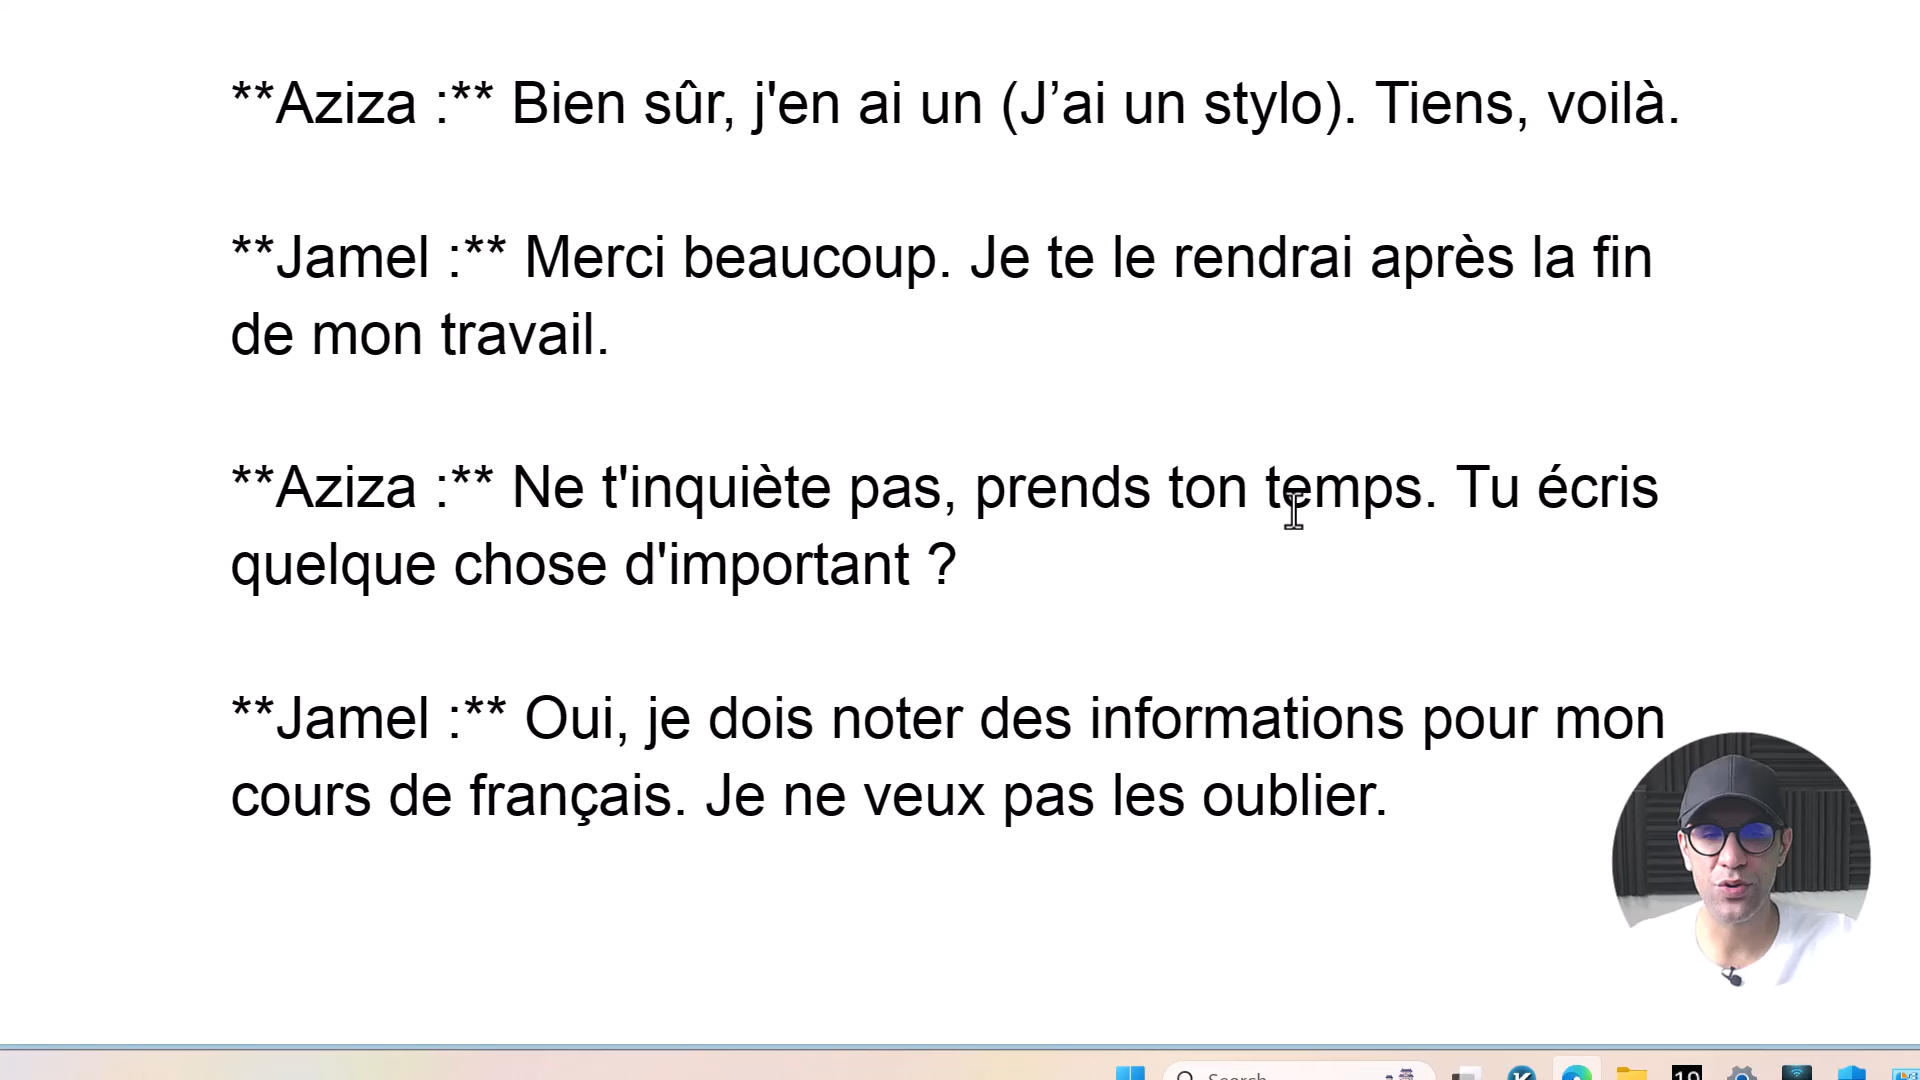 **Aziza :** Bien sûr, j'en ai un (J’ai un stylo). Tiens, voilà.
**Jamel :** Merci beaucoup. Je te le rendrai après la fin
de mon travail.
**Aziza :** Ne t'inquiète pas, prends ton temps. Tu écris
quelque chose d'important ?
**Jamel :** Oui, je dois noter des informations pour mon
cours de français. Je ne veux pas les oublier.
Search